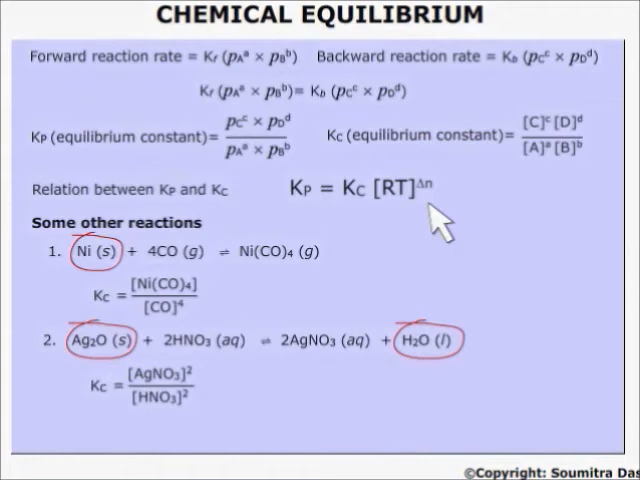 CHEMICAL EQUILIBRIUM
Forward reaction rate = Kf (pAᵃ × pBᵇ)   Backward reaction rate = Kb (pCᶜ × pDᵈ)
Kf (pAᵃ × pBᵇ)= Kb (pCᶜ × pDᵈ)
KP (equilibrium constant)= pCᶜ × pDᵈ / pAᵃ × pBᵇ   KC (equilibrium constant)= [C]ᶜ [D]ᵈ / [A]ᵃ [B]ᵇ
Relation between KP and KC   KP = KC [RT]^Δn
Some other reactions
1. Ni (s) + 4CO (g) ⇌ Ni(CO)₄ (g)
KC = [Ni(CO)₄] / [CO]⁴
2. Ag₂O (s) + 2HNO₃ (aq) ⇌ 2AgNO₃ (aq) + H₂O (l)
KC = [AgNO₃]² / [HNO₃]²
©Copyright: Soumitra Das